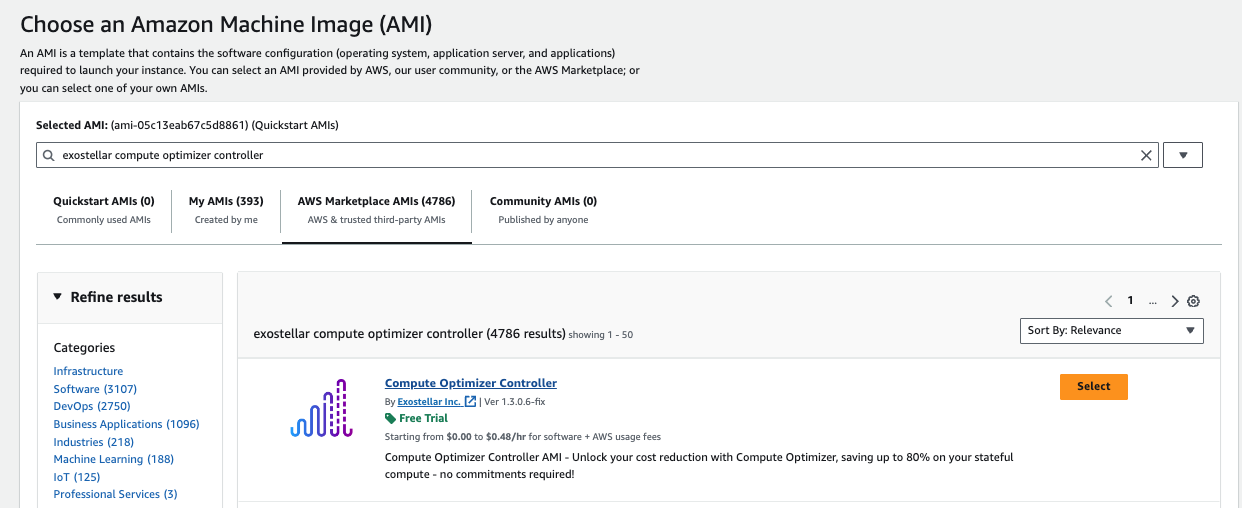 Choose an Amazon Machine Image (AMI)
An AMI is a template that contains the software configuration (operating system, application server, and applications)
required to launch your instance. You can select an AMI provided by AWS, our user community, or the AWS Marketplace; or
you can select one of your own AMIs.
Selected AMI: (ami-05c13eab67c5d8861) (Quickstart AMIs)
exostellar compute optimizer controller
Quickstart AMIs (0)
Commonly used AMIs
My AMIs (393)
Created by me
AWS Marketplace AMIs (4786)
AWS & trusted third-party AMIs
Community AMIs (0)
Published by anyone
Refine results
Categories
Infrastructure
Software (3107)
DevOps (2750)
Business Applications (1096)
Industries (218)
Machine Learning (188)
IoT (125)
Professional Services (3)
1 ...
exostellar compute optimizer controller (4786 results) showing 1 - 50
Sort By: Relevance
Compute Optimizer Controller
By Exostellar Inc. | Ver 1.3.0.6-fix
Free Trial
Starting from $0.00 to $0.48/hr for software + AWS usage fees
Compute Optimizer Controller AMI - Unlock your cost reduction with Compute Optimizer, saving up to 80% on your stateful
compute - no commitments required!
Select